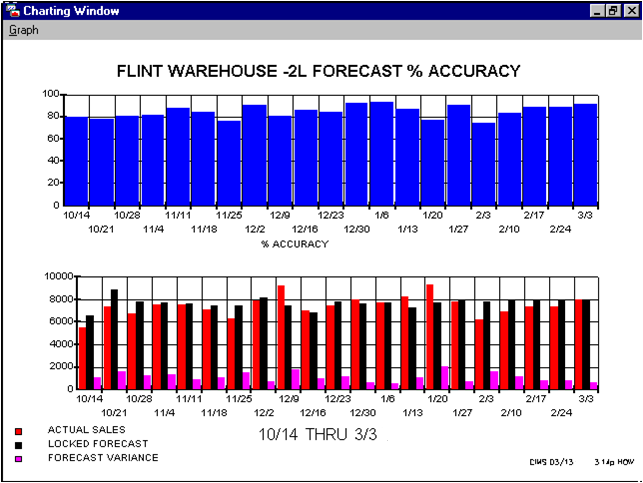 Charting Window
Graph
FLINT WAREHOUSE -2L FORECAST % ACCURACY
100
80
60
40
20
0
10/14 10/28 11/11 11/25 12/9 12/23 1/6 1/20 2/3 2/17 3/3
10/21 11/4 11/18 12/2 12/16 12/30 1/13 1/27 2/10 2/24
% ACCURACY
10000
8000
6000
4000
2000
0
10/14 10/28 11/11 11/25 12/9 12/23 1/6 1/20 2/3 2/17 3/3
10/21 11/4 11/18 12/2 12/16 12/30 1/13 1/27 2/10 2/24
ACTUAL SALES
LOCKED FORECAST
FORECAST VARIANCE
10/14 THRU 3/3
03/13 3:14p